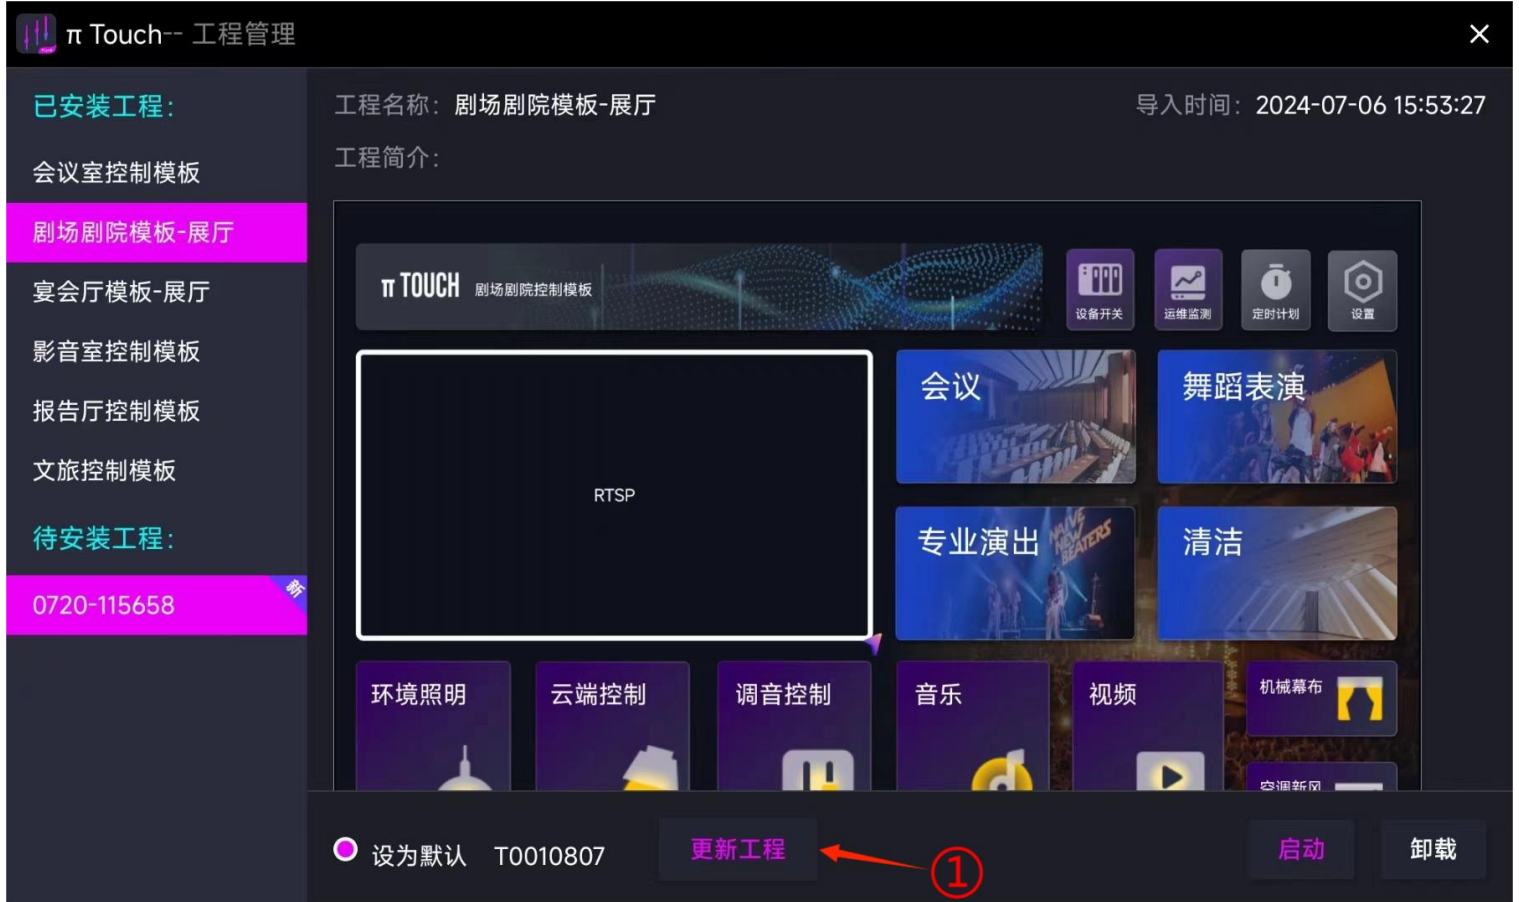 π Touch-- 工程管理
已安装工程：
会议室控制模板
剧场剧院模板-展厅
宴会厅模板-展厅
影音室控制模板
报告厅控制模板
文旅控制模板
待安装工程：
0720-115658
新
工程名称：剧场剧院模板-展厅
导入时间：2024-07-06 15:53:27
工程简介：
π TOUCH 剧场剧院控制模板
设备开关
运维监测
定时计划
设置
RTSP
会议
舞蹈表演
专业演出
NAIVE
NEW
BEATERS
清洁
环境照明
云端控制
调音控制
音乐
视频
机械幕布
空调新风
设为默认 T0010807
更新工程
①
启动
卸载